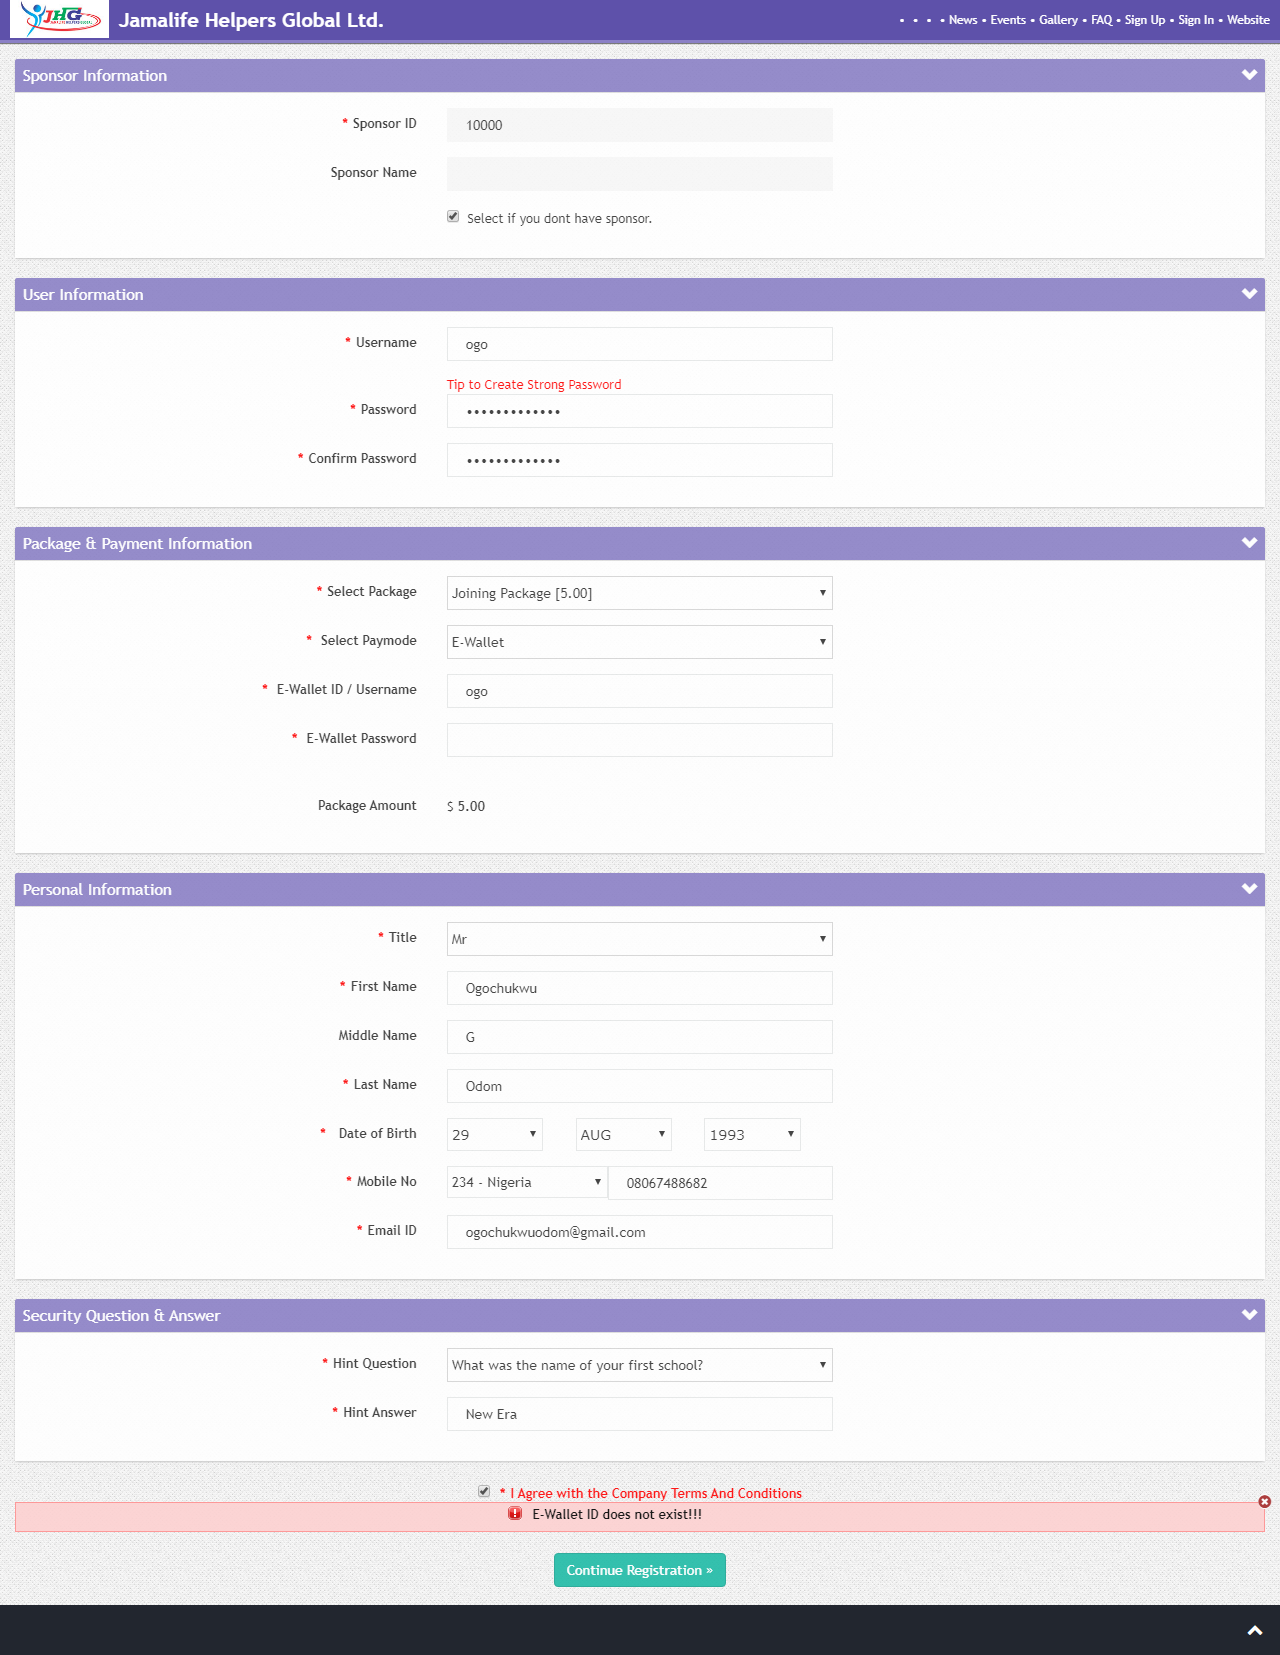 JHG
Jamalife Helpers Global Ltd.
• • • • News • Events • Gallery • FAQ • Sign Up • Sign In • Website
Sponsor Information
* Sponsor ID 10000
Sponsor Name
Select if you dont have sponsor.
User Information
* Username ogo
Tip to Create Strong Password
* Password •••••••••••••
* Confirm Password •••••••••••••
Package & Payment Information
* Select Package Joining Package [5.00]
* Select Paymode E-Wallet
* E-Wallet ID / Username ogo
* E-Wallet Password
Package Amount $ 5.00
Personal Information
* Title Mr
* First Name Ogochukwu
Middle Name G
* Last Name Odom
* Date of Birth 29 AUG 1993
* Mobile No 234 - Nigeria 08067488682
* Email ID ogochukwuodom@gmail.com
Security Question & Answer
* Hint Question What was the name of your first school?
* Hint Answer New Era
* I Agree with the Company Terms And Conditions
E-Wallet ID does not exist!!!
Continue Registration »